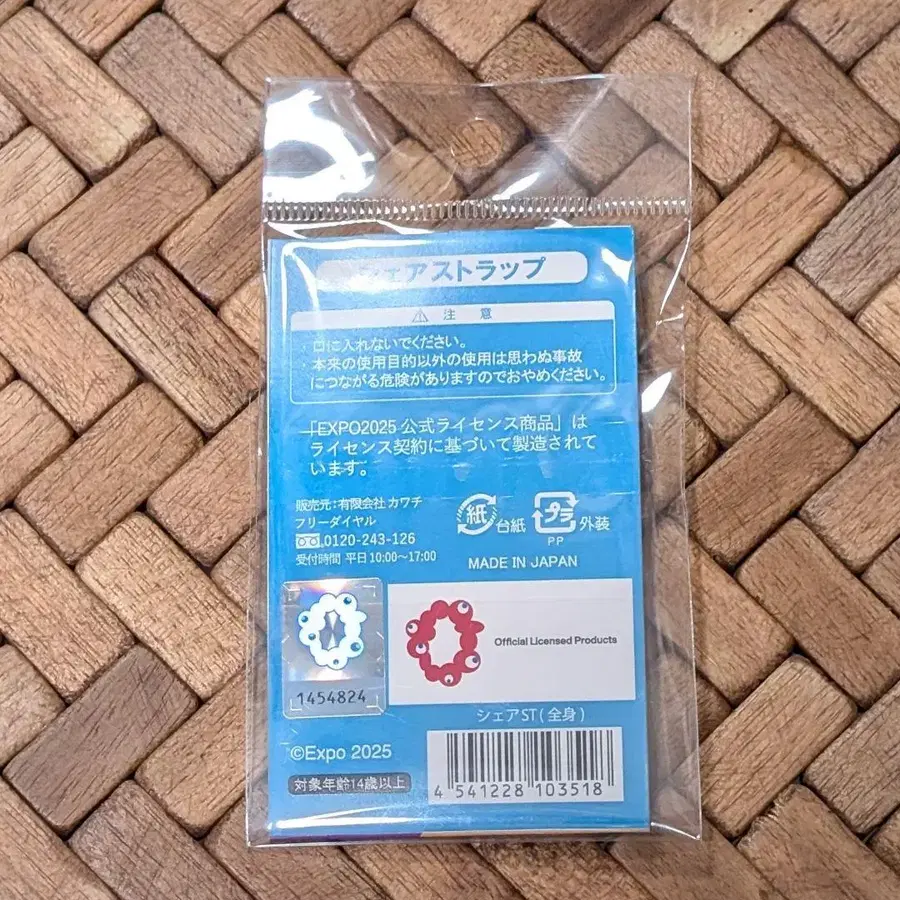 シェアストラップ
注 意
・口に入れないでください。
・本来の使用目的以外の使用は思わぬ事故
につながる危険がありますのでおやめください。
「EXPO2025 公式ライセンス商品」は
ライセンス契約に基づいて製造されて
います。
販売元:有限会社 カワチ
フリーダイヤル
0120-243-126
受付時間 平日 10:00~17:00
紙 台紙
プラ 外装
PP
MADE IN JAPAN
1454824
Official Licensed Products
シェアST(全身)
©Expo 2025
対象年齢14歳以上
4 541228 103518